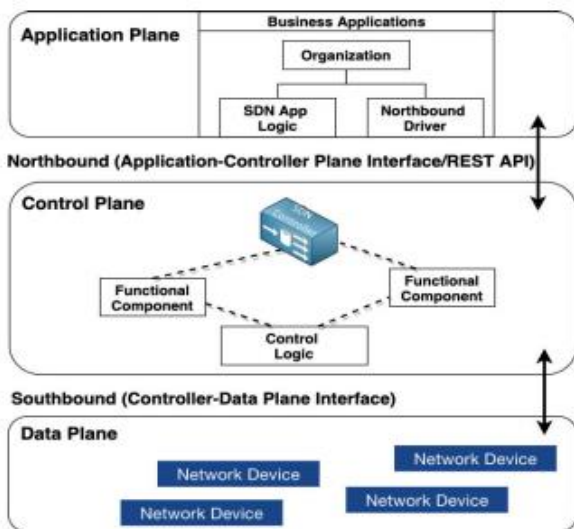 Business Applications
Application Plane
Organization
SDN App
Logic
Northbound
Driver
Northbound (Application-Controller Plane Interface/REST API)
Control Plane
SDN
Controller
Functional
Component
Functional
Component
Control
Logic
Southbound (Controller-Data Plane Interface)
Data Plane
Network Device
Network Device
Network Device
Network Device